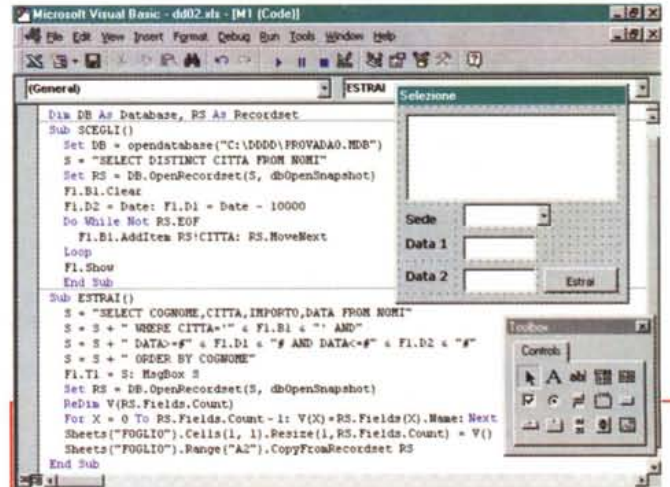 Microsoft Visual Basic - dd02.xls - [M1 (Code)]
File Edit View Insert Format Debug Run Tools Window Help
(General) ESTRAI
Dim DB As Database, RS As Recordset
Sub SCEGLI()
Set DB = opendatabase("C:\DDDD\PROVADAO.MDB")
S = "SELECT DISTINCT CITTA FROM NOMI"
Set RS = DB.OpenRecordset(S, dbOpenSnapshot)
F1.B1.Clear
F1.D2 = Date: F1.D1 = Date - 10000
Do While Not RS.EOF
F1.B1.AddItem RS!CITTA: RS.MoveNext
Loop
F1.Show
End Sub
Sub ESTRAI()
S = "SELECT COGNOME,CITTA,IMPORTO,DATA FROM NOMI"
S = S + " WHERE CITTA='" & F1.B1 & "' AND"
S = S + " DATA>=#" & F1.D1 & "# AND DATA<=#" & F1.D2 & "#"
S = S + " ORDER BY COGNOME"
F1.T1 = S: MsgBox S
Set RS = DB.OpenRecordset(S, dbOpenSnapshot)
ReDim V(RS.Fields.Count)
For X = 0 To RS.Fields.Count - 1: V(X)=RS.Fields(X).Name: Next
Sheets("FOGLIO").Cells(1, 1).Resize(1,RS.Fields.Count) = V()
Sheets("FOGLIO").Range("A2").CopyFromRecordset RS
End Sub
Selezione
Sede
Data 1
Data 2
Estrai
Toolbox
Controls
A abl